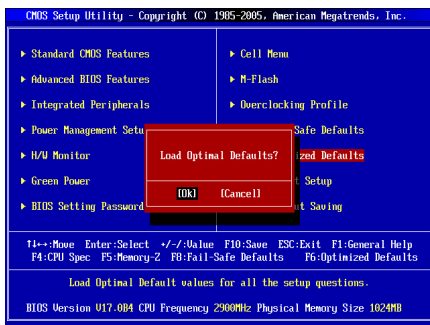 CMOS Setup Utility - Copyright (C) 1985-2005, American Megatrends, Inc.
Standard CMOS Features
Cell Menu
Advanced BIOS Features
M-Flash
Integrated Peripherals
Overclocking Profile
Power Management Setu
Safe Defaults
H/W Monitor
Load Optimal Defaults?
ized Defaults
Green Power
t Setup
[Ok] [Cancel]
BIOS Setting Password
ut Saving
↑↓←→:Move Enter:Select +/-/:Value F10:Save ESC:Exit F1:General Help
F4:CPU Spec F5:Memory-Z F8:Fail-Safe Defaults F6:Optimized Defaults
Load Optimal Default values for all the setup questions.
BIOS Version V17.0B4 CPU Frequency 2900MHz Physical Memory Size 1024MB